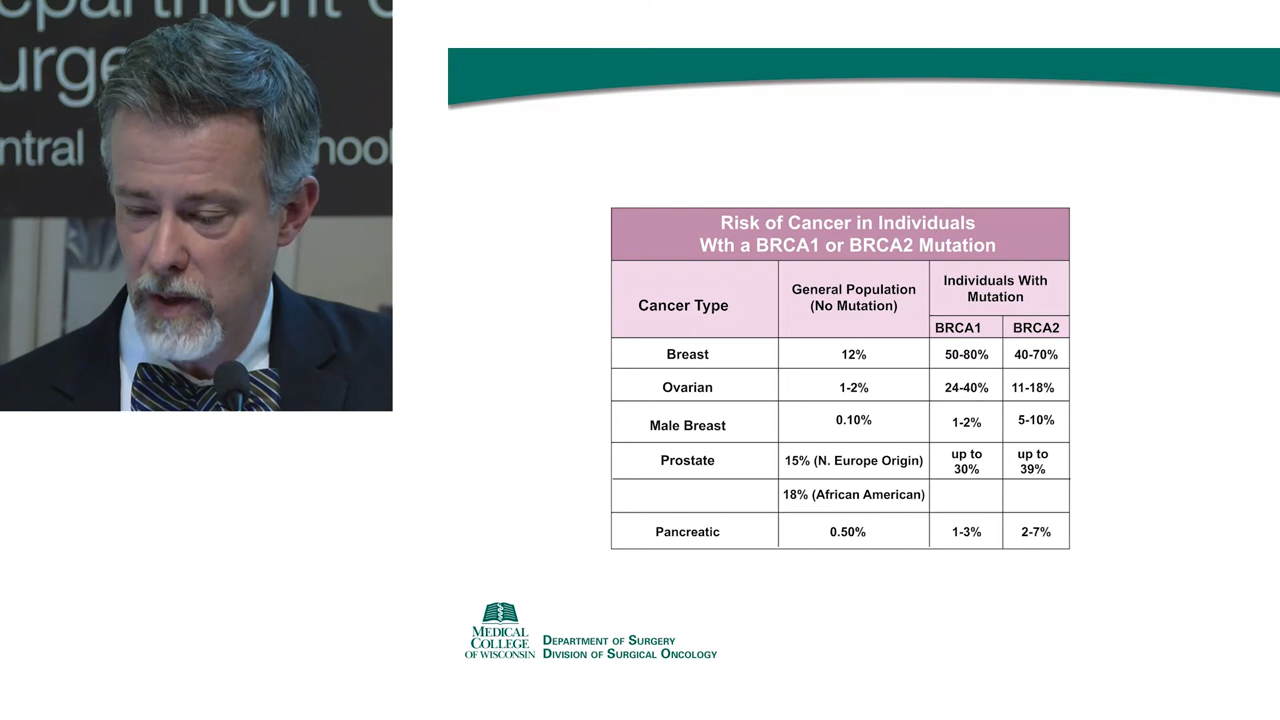 epartment o
urge
ntral
hool
Risk of Cancer in Individuals
Wth a BRCA1 or BRCA2 Mutation
Cancer Type
General Population
(No Mutation)
Individuals With
Mutation
BRCA1 BRCA2
Breast 12% 50-80% 40-70%
Ovarian 1-2% 24-40% 11-18%
Male Breast 0.10% 1-2% 5-10%
Prostate 15% (N. Europe Origin) up to 30% up to 39%
18% (African American)
Pancreatic 0.50% 1-3% 2-7%
MEDICAL
COLLEGE
OF WISCONSIN
DEPARTMENT OF SURGERY
DIVISION OF SURGICAL ONCOLOGY